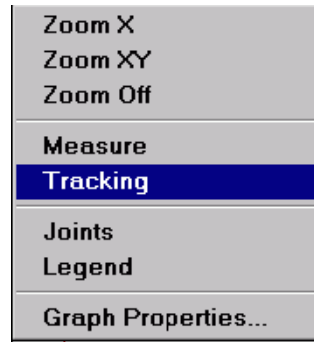 Zoom X
Zoom XY
Zoom Off
Measure
Tracking
Joints
Legend
Graph Properties...